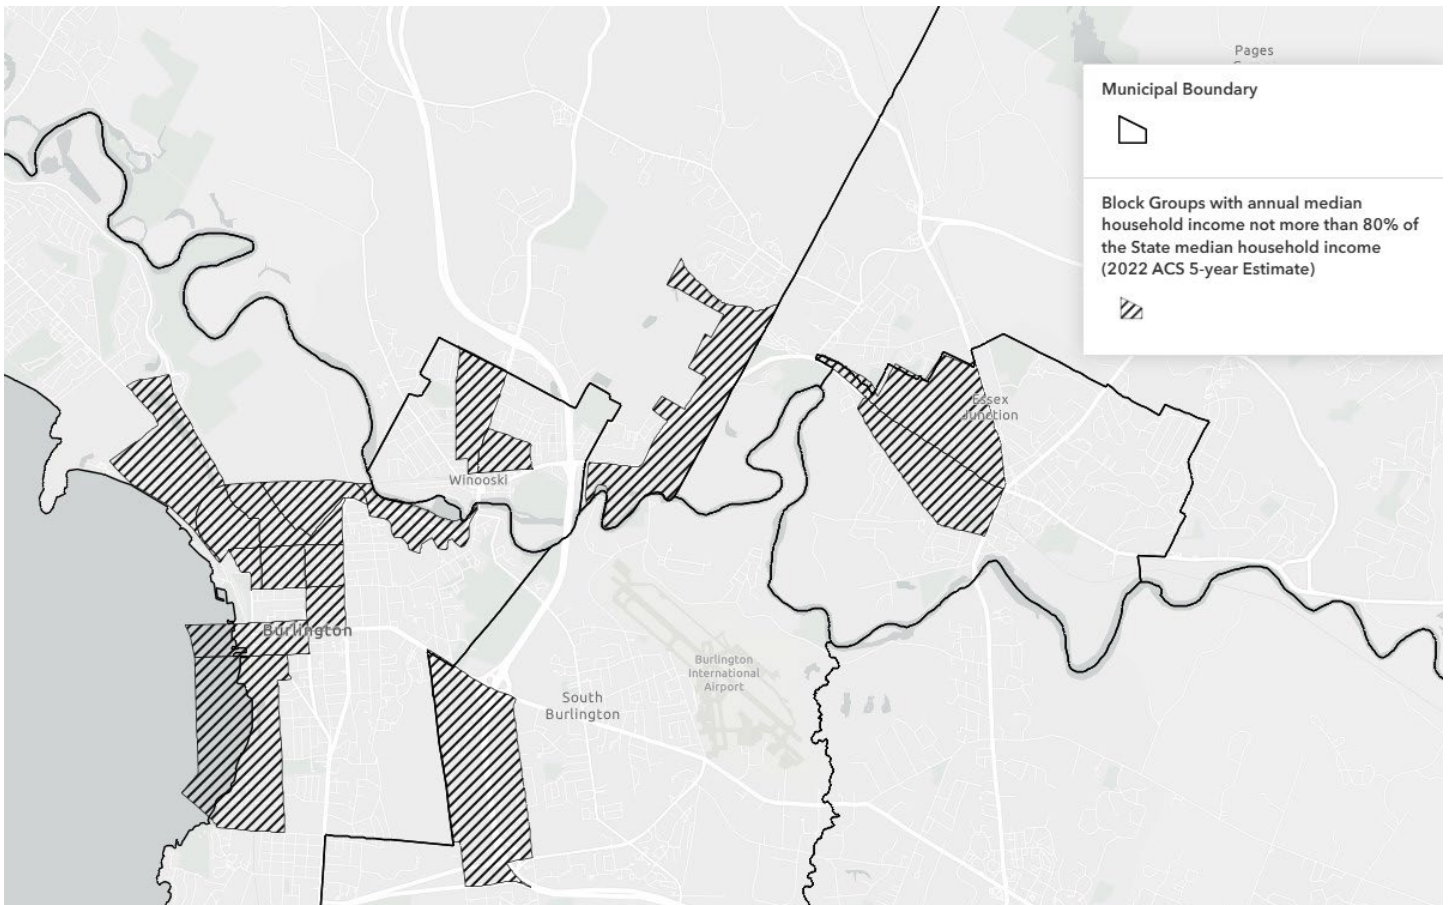 Pages
Municipal Boundary
Block Groups with annual median
household income not more than 80% of
the State median household income
(2022 ACS 5-year Estimate)
Essex
Junction
Winooski
Burlington
Burlington
International
Airport
South
Burlington